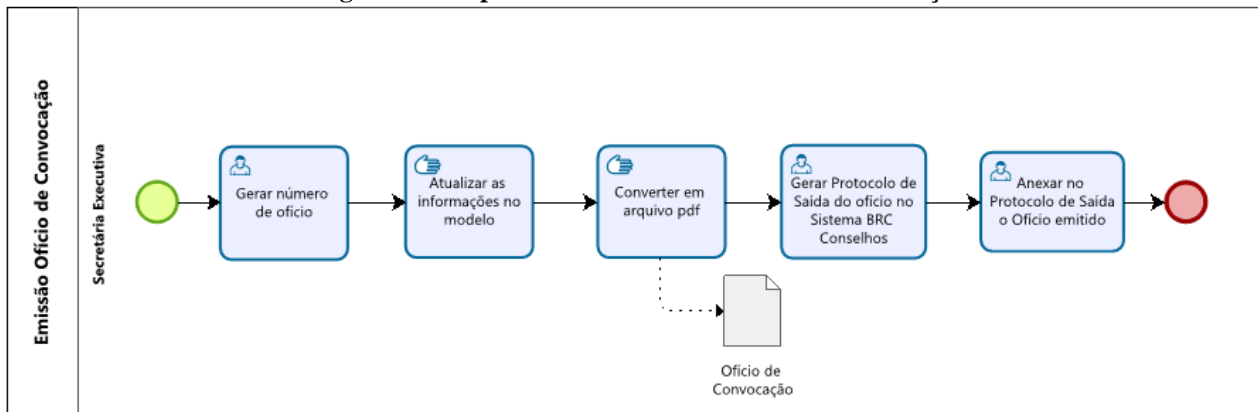 Emissão Ofício de Convocação
Secretária Executiva
Gerar número
de ofício
Atualizar as
informações no
modelo
Converter em
arquivo pdf
Gerar Protocolo de
Saída do ofício no
Sistema BRC
Conselhos
Anexar no
Protocolo de Saída
o Ofício emitido
Ofício de
Convocação